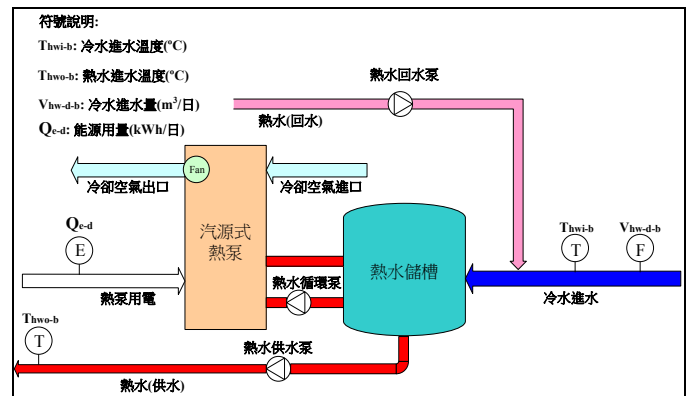 符號說明:
Thwi-b: 冷水進水溫度(ºC)
Thwo-b: 熱水進水溫度(ºC)
Vhw-d-b: 冷水進水量(m³/日)
Qe-d: 能源用量(kWh/日)
熱水回水泵
熱水(回水)
Fan
冷卻空氣出口
冷卻空氣進口
Qe-d
E
熱泵用電
汽源式
熱泵
熱水循環泵
熱水儲槽
Thwi-b
T
Vhw-d-b
F
冷水進水
Thwo-b
T
熱水供水泵
熱水(供水)